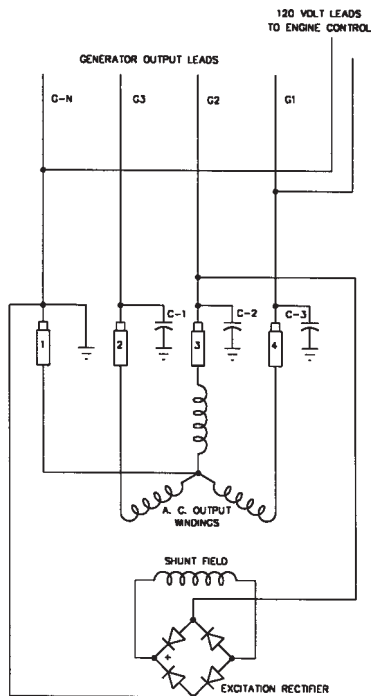 120 VOLT LEADS
TO ENGINE CONTROL
GENERATOR OUTPUT LEADS
G-N
G3
G2
G1
C-1
C-2
C-3
1
2
3
4
A. C. OUTPUT
WINDINGS
SHUNT FIELD
+
EXCITATION RECTIFIER